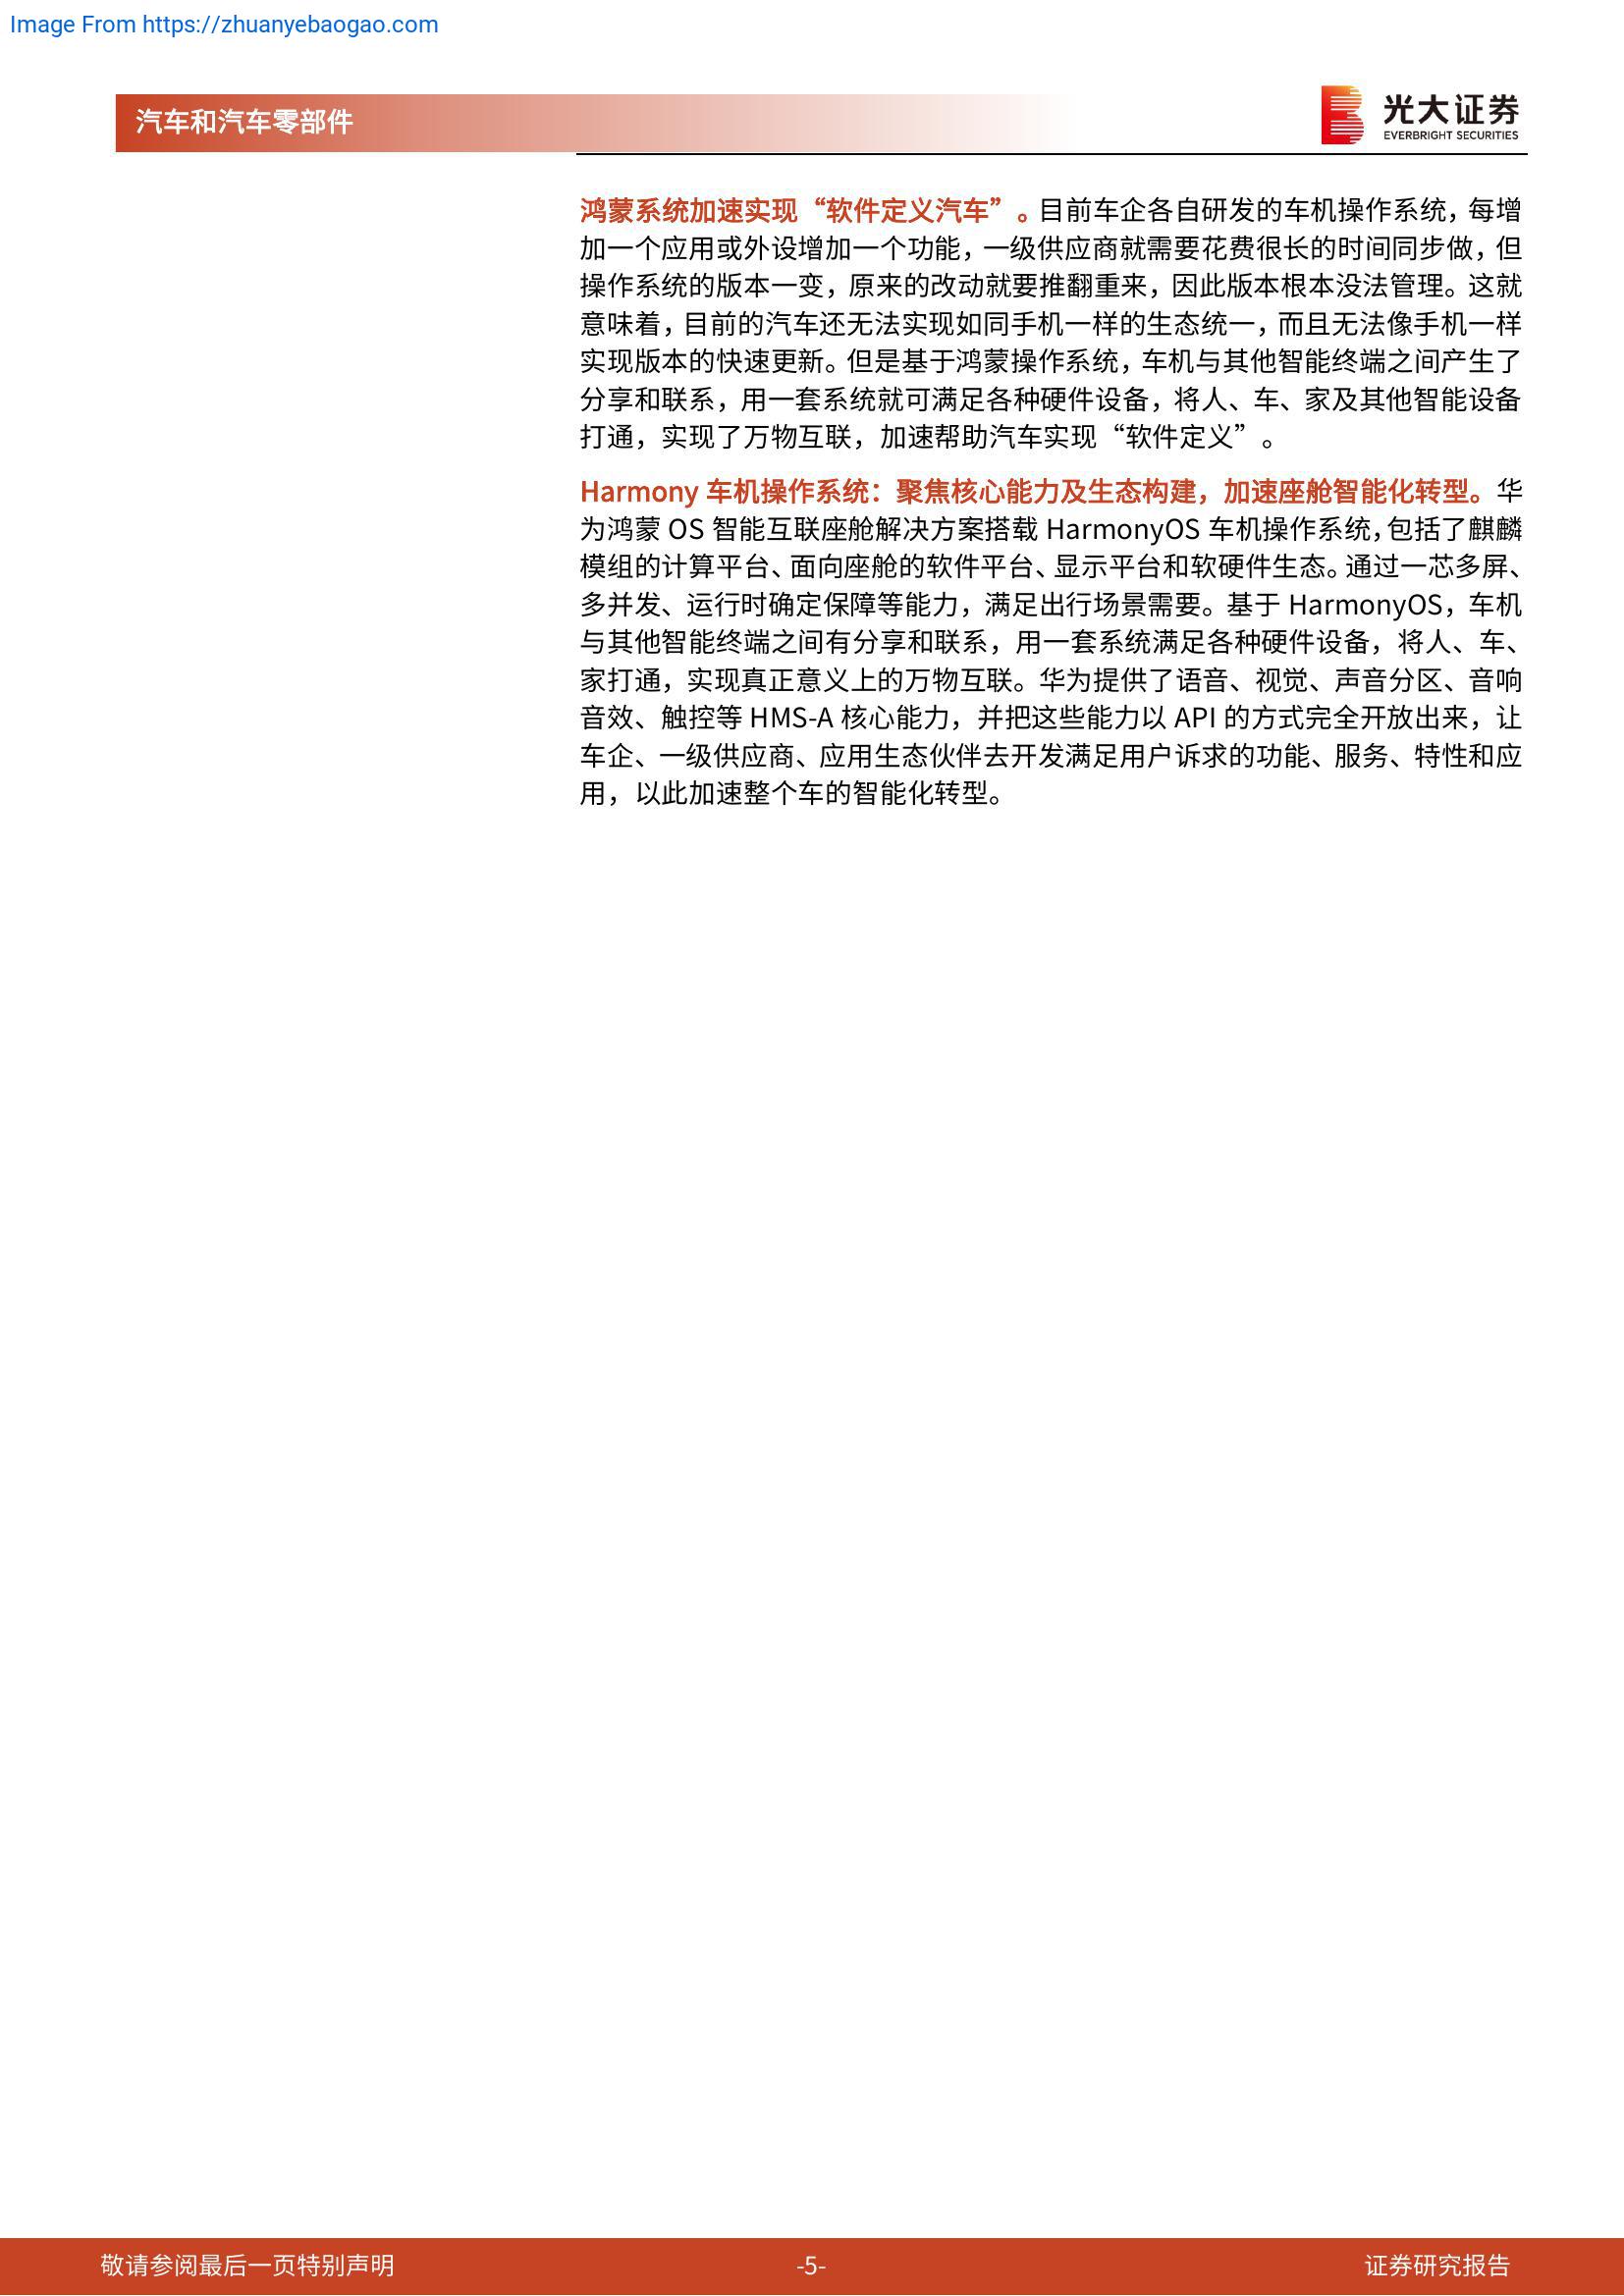 Image From https://zhuanyebaogao.com
汽车和汽车零部件
光大证券
EVERBRIGHT SECURITIES
鸿蒙系统加速实现“软件定义汽车”。目前车企各自研发的车机操作系统，每增
加一个应用或外设增加一个功能，一级供应商就需要花费很长的时间同步做，但
操作系统的版本一变，原来的改动就要推翻重来，因此版本根本没法管理。这就
意味着，目前的汽车还无法实现如同手机一样的生态统一，而且无法像手机一样
实现版本的快速更新。但是基于鸿蒙操作系统，车机与其他智能终端之间产生了
分享和联系，用一套系统就可满足各种硬件设备，将人、车、家及其他智能设备
打通，实现了万物互联，加速帮助汽车实现“软件定义”。
Harmony 车机操作系统：聚焦核心能力及生态构建，加速座舱智能化转型。华
为鸿蒙 OS 智能互联座舱解决方案搭载 HarmonyOS 车机操作系统，包括了麒麟
模组的计算平台、面向座舱的软件平台、显示平台和软硬件生态。通过一芯多屏、
多并发、运行时确定保障等能力，满足出行场景需要。基于 HarmonyOS，车机
与其他智能终端之间有分享和联系，用一套系统满足各种硬件设备，将人、车、
家打通，实现真正意义上的万物互联。华为提供了语音、视觉、声音分区、音响
音效、触控等 HMS-A 核心能力，并把这些能力以 API 的方式完全开放出来，让
车企、一级供应商、应用生态伙伴去开发满足用户诉求的功能、服务、特性和应
用，以此加速整个车的智能化转型。
敬请参阅最后一页特别声明
-5-
证券研究报告